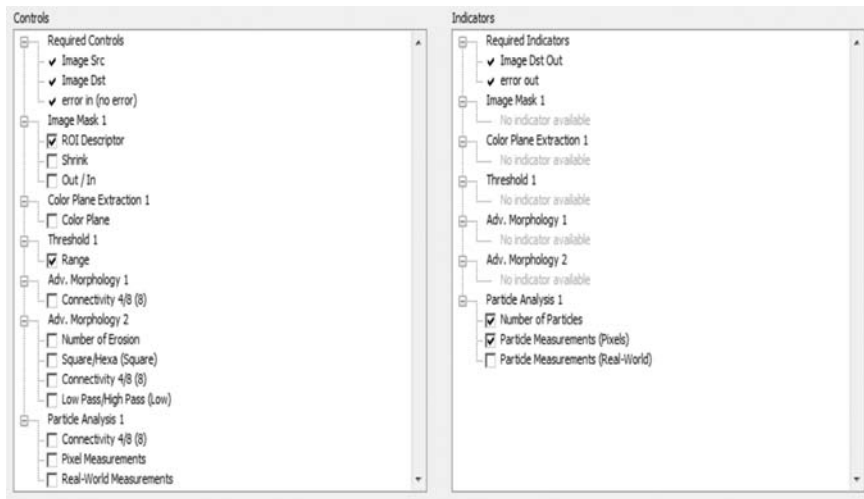 Controls
Required Controls
Image Src
Image Dst
error in (no error)
Image Mask 1
ROI Descriptor
Shrink
Out / In
Color Plane Extraction 1
Color Plane
Threshold 1
Range
Adv. Morphology 1
Connectivity 4/8 (8)
Adv. Morphology 2
Number of Erosion
Square/Hexa (Square)
Connectivity 4/8 (8)
Low Pass/High Pass (Low)
Particle Analysis 1
Connectivity 4/8 (8)
Pixel Measurements
Real-World Measurements
Indicators
Required Indicators
Image Dst Out
error out
Image Mask 1
No indicator available
Color Plane Extraction 1
No indicator available
Threshold 1
No indicator available
Adv. Morphology 1
No indicator available
Adv. Morphology 2
No indicator available
Particle Analysis 1
Number of Particles
Particle Measurements (Pixels)
Particle Measurements (Real-World)